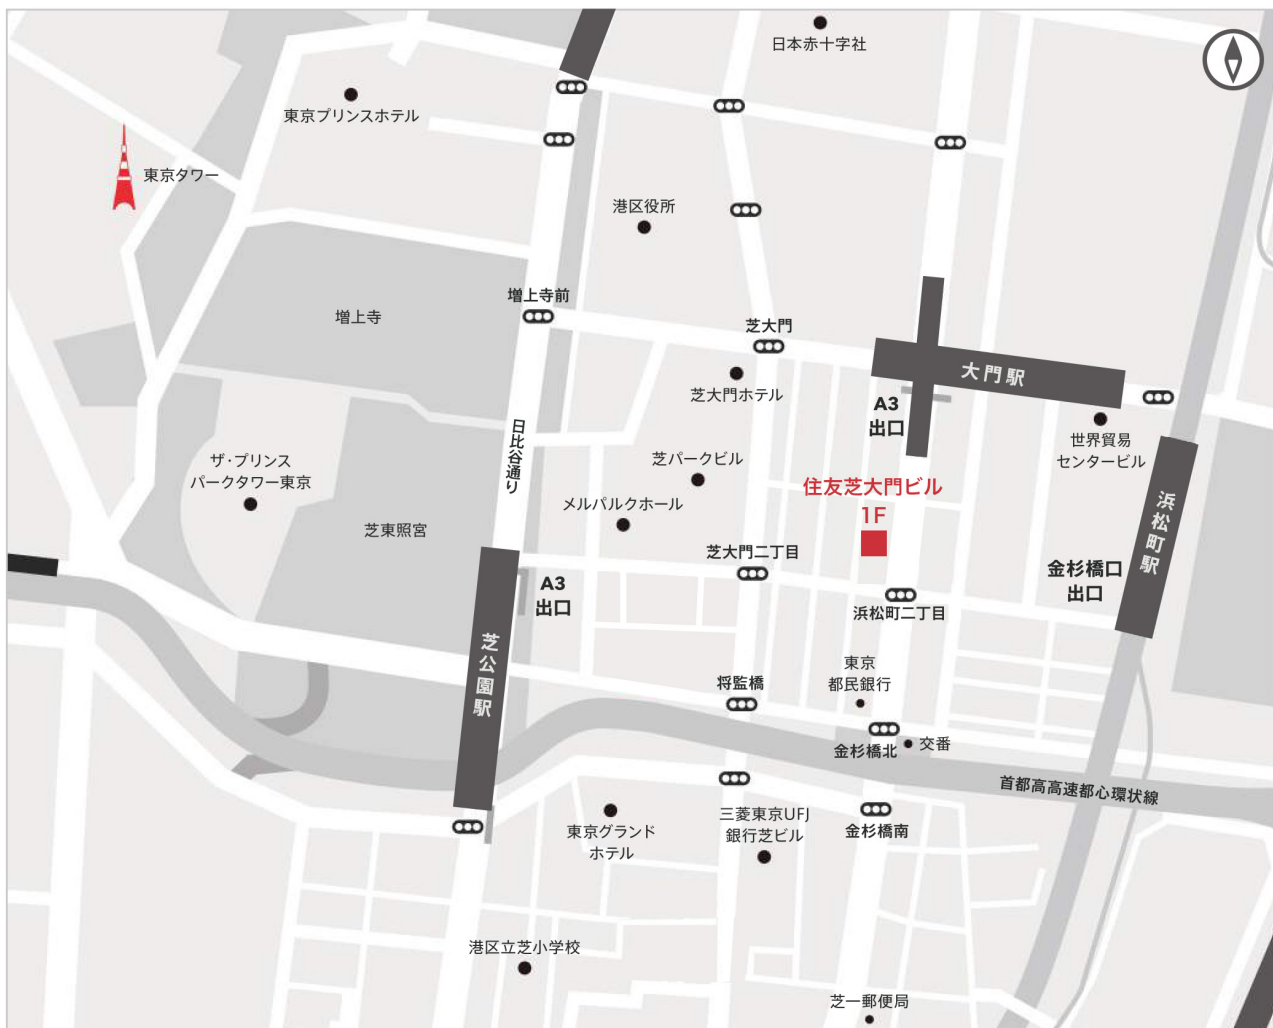 日本赤十字社
東京プリンスホテル
東京タワー
港区役所
増上寺前
増上寺
芝大門
大門駅
芝大門ホテル
A3
出口
世界貿易
センタービル
日比谷通り
ザ・プリンス
パークタワー東京
芝パークビル
住友芝大門ビル
1F
メルパルクホール
浜松町駅
芝東照宮
芝大門二丁目
金杉橋口
出口
A3
出口
浜松町二丁目
芝公園駅
東京
都民銀行
将監橋
金杉橋北
交番
首都高高速都心環状線
東京グランド
ホテル
三菱東京UFJ
銀行芝ビル
金杉橋南
港区立芝小学校
芝一郵便局